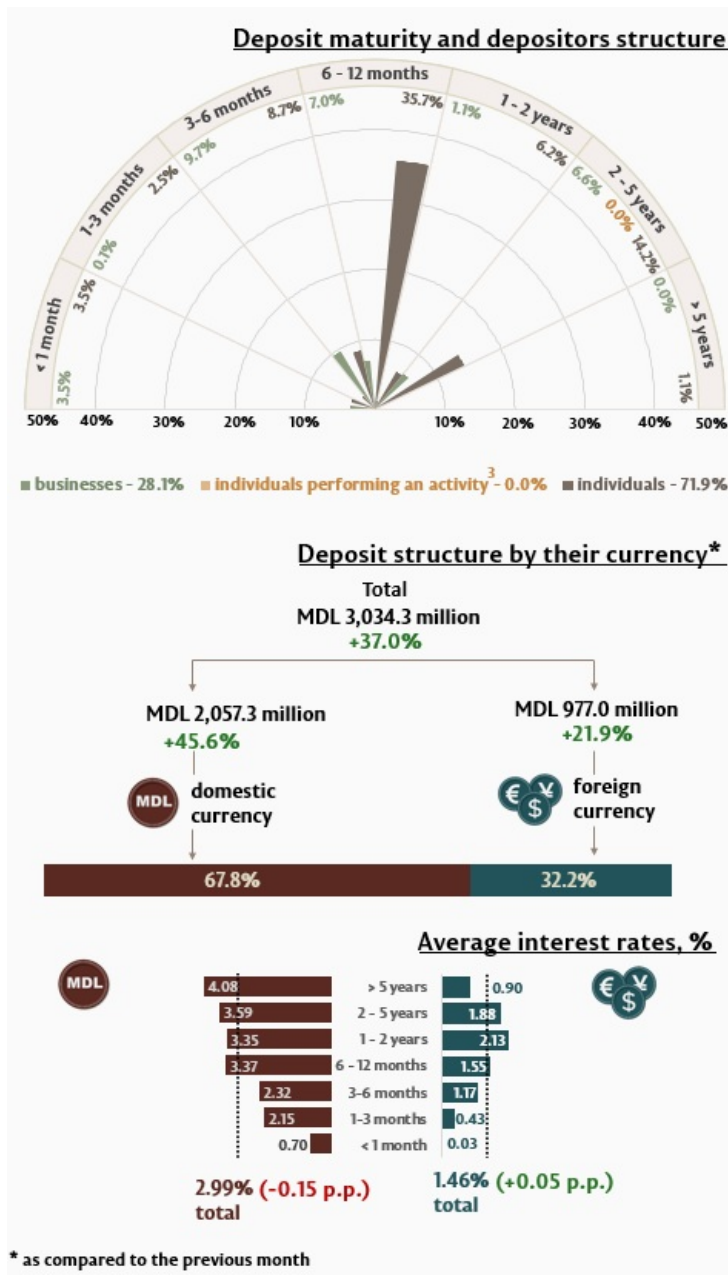 Deposit maturity and depositors structure
6 - 12 months
3-6 months
1 - 2 years
1-3 months
2 - 5 years
< 1 month
> 5 years
8.7% 7.0% 35.7% 1.1%
2.5% 9.7% 6.2% 6.6%
0.0%
3.5% 0.1% 14.2% 0.0%
3.5% 1.1%
50% 40% 30% 20% 10% 10% 20% 30% 40% 50%
businesses - 28.1% individuals performing an activity3 - 0.0% individuals - 71.9%
Deposit structure by their currency*
Total
MDL 3,034.3 million
+37.0%
MDL 2,057.3 million
+45.6%
MDL 977.0 million
+21.9%
MDL
domestic
currency
€ ¥ $
foreign
currency
67.8% 32.2%
Average interest rates, %
MDL
€ ¥ $
4.08 > 5 years 0.90
3.59 2 - 5 years 1.88
3.35 1 - 2 years 2.13
3.37 6 - 12 months 1.55
2.32 3-6 months 1.17
2.15 1-3 months 0.43
0.70 < 1 month 0.03
2.99% (-0.15 p.p.)
total
1.46% (+0.05 p.p.)
total
* as compared to the previous month